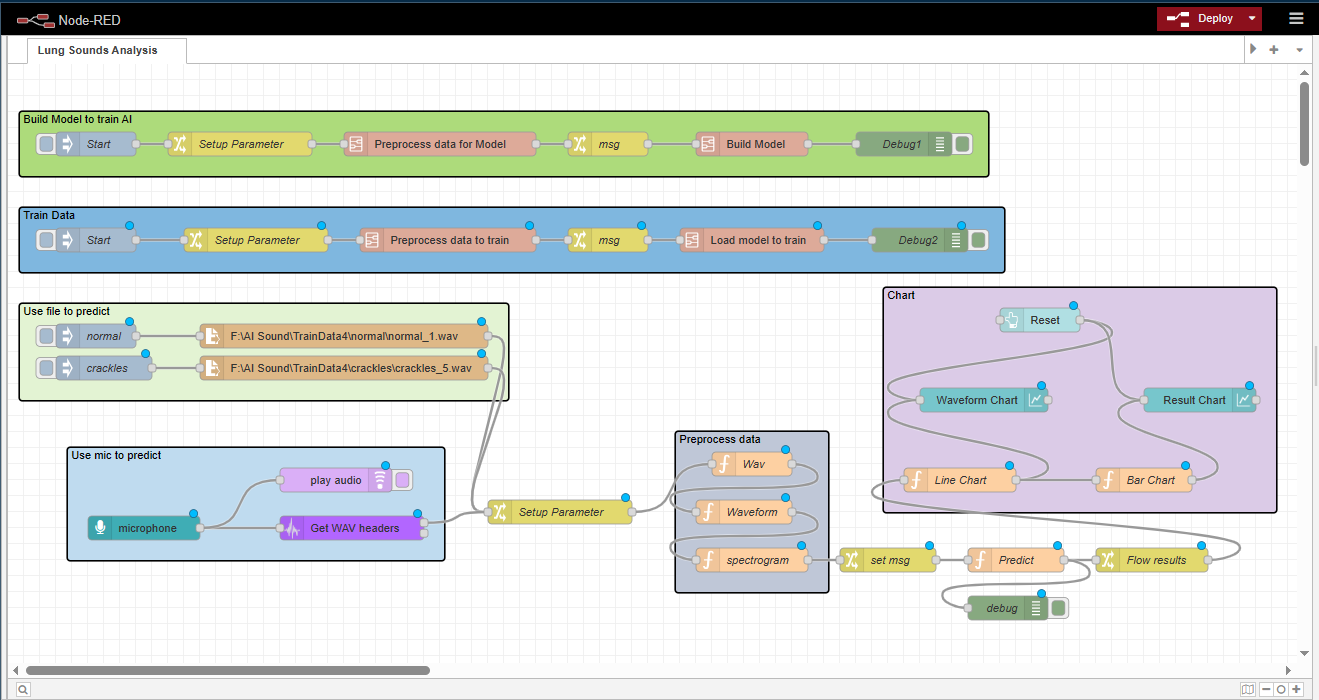 Node-RED
Deploy
Lung Sounds Analysis
Build Model to train AI
Start
Setup Parameter
Preprocess data for Model
msg
Build Model
Debug1
Train Data
Start
Setup Parameter
Preprocess data to train
msg
Load model to train
Debug2
Use file to predict
normal
F:\AI Sound\TrainData4\normal\normal_1.wav
crackles
F:\AI Sound\TrainData4\crackles\crackles_5.wav
Chart
Reset
Waveform Chart
Result Chart
Line Chart
Bar Chart
Use mic to predict
play audio
microphone
Get WAV headers
Setup Parameter
Preprocess data
Wav
Waveform
spectrogram
set msg
Predict
Flow results
debug